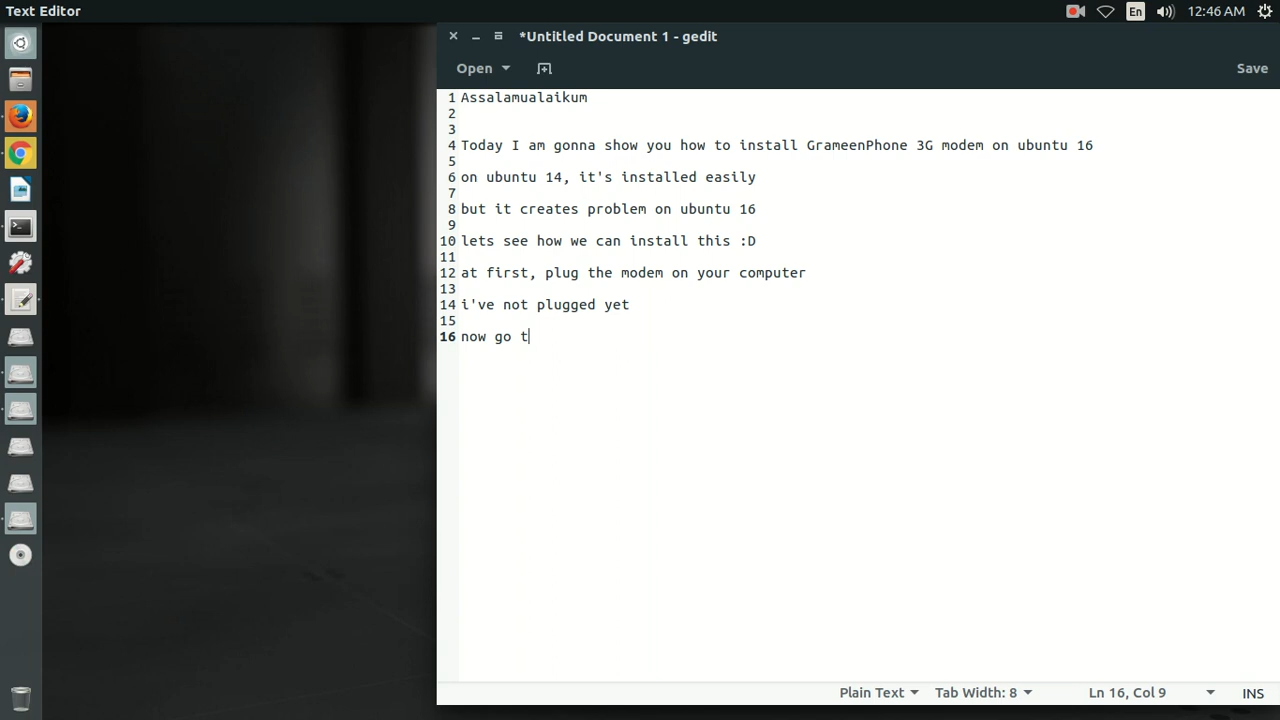 Text Editor
En
12:46 AM
*Untitled Document 1 - gedit
Open
Save
1 Assalamualaikum
2
3
4 Today I am gonna show you how to install GrameenPhone 3G modem on ubuntu 16
5
6 on ubuntu 14, it's installed easily
7
8 but it creates problem on ubuntu 16
9
10 lets see how we can install this :D
11
12 at first, plug the modem on your computer
13
14 i've not plugged yet
15
16 now go t
Plain Text
Tab Width: 8
Ln 16, Col 9
INS